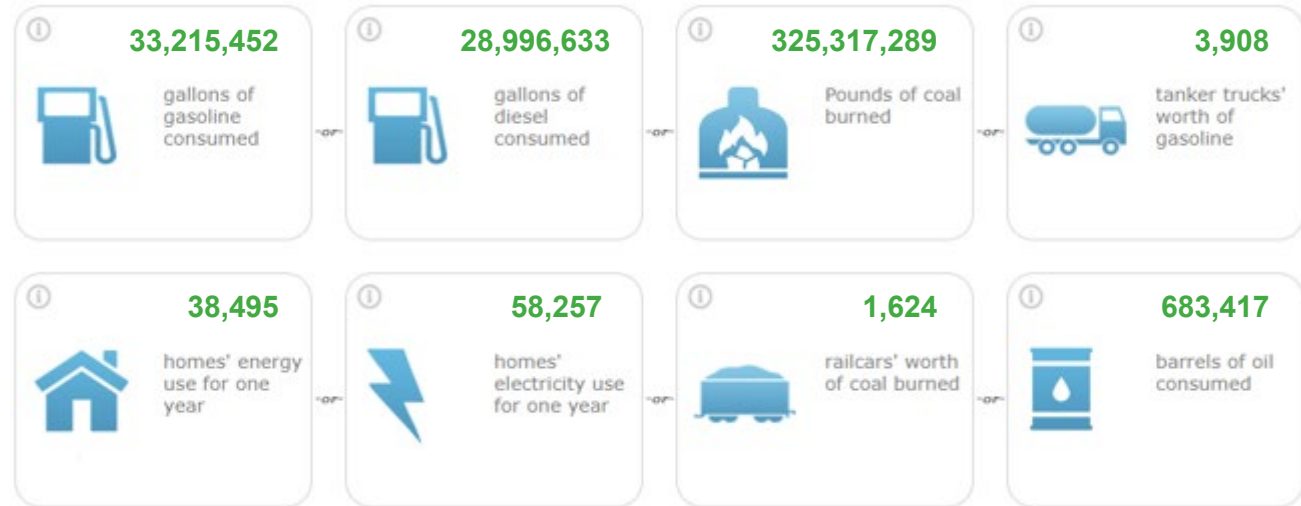 33,215,452
gallons of
gasoline
consumed
-or-
28,996,633
gallons of
diesel
consumed
-or-
325,317,289
Pounds of coal
burned
-or-
3,908
tanker trucks'
worth of
gasoline
38,495
homes' energy
use for one
year
-or-
58,257
homes'
electricity use
for one year
-or-
1,624
railcars' worth
of coal burned
-or-
683,417
barrels of oil
consumed